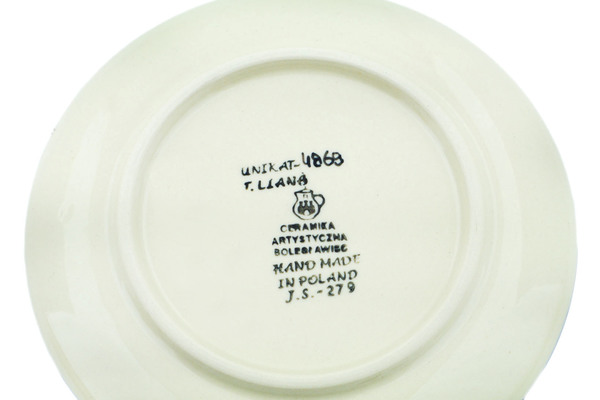 UNIKAT-4868
T. LIANA
CERAMIKA
ARTYSTYCZNA
BOLESŁAWIEC
HAND MADE
IN POLAND
J.S.-279